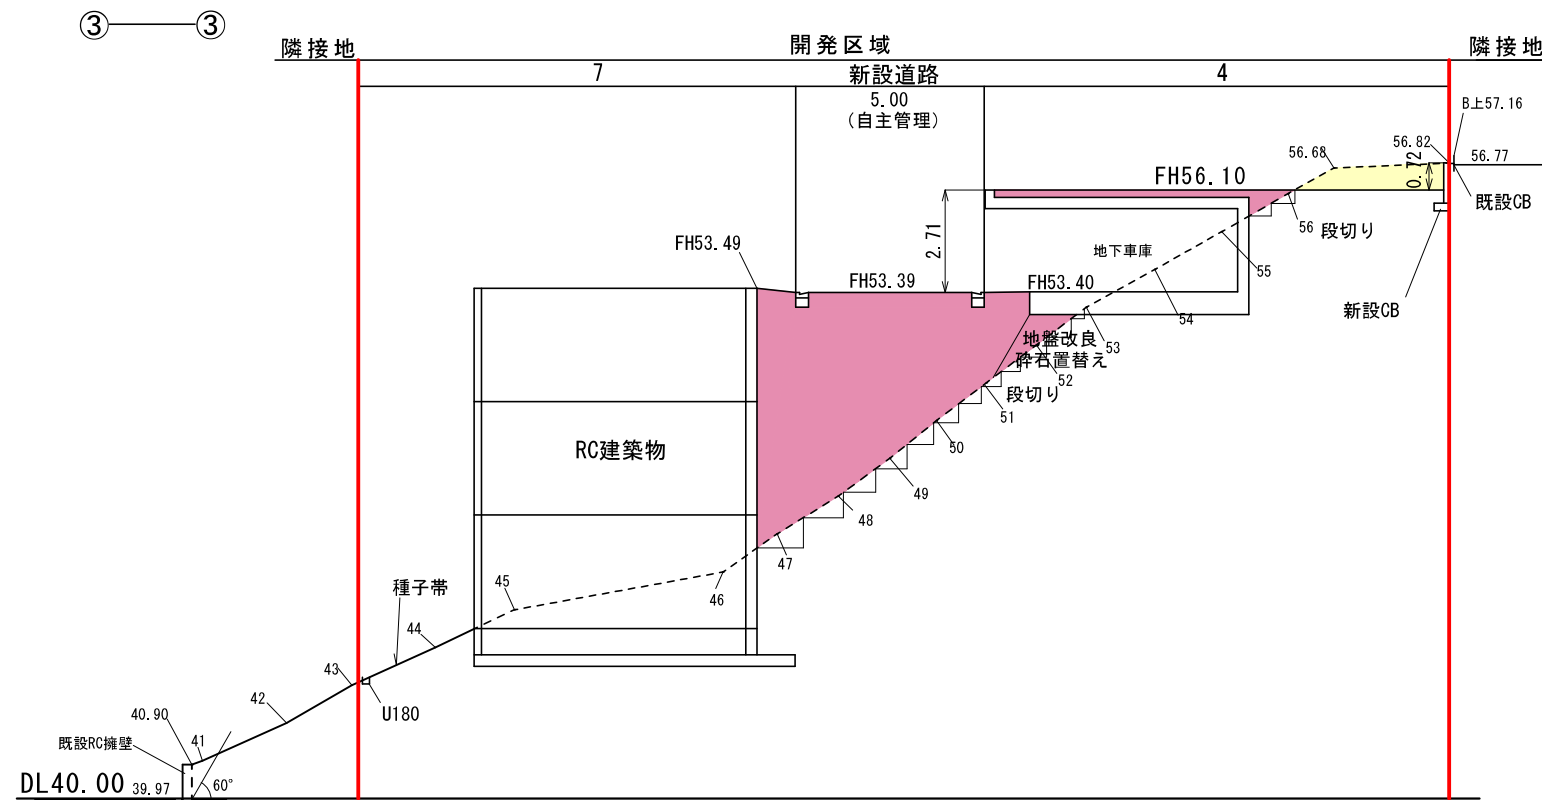 ③ ③
隣接地
開発区域
隣接地
7
新設道路
4
5.00
(自主管理)
B上57.16
56.82
56.68
56.77
0.72
FH56.10
既設CB
56
段切り
FH53.49
2.71
地下車庫
55
FH53.39
FH53.40
54
新設CB
53
地盤改良
砕石置替え
52
段切り
51
RC建築物
50
49
48
47
46
45
種子帯
44
43
42
U180
40.90
41
既設RC擁壁
60°
DL40.00
39.97